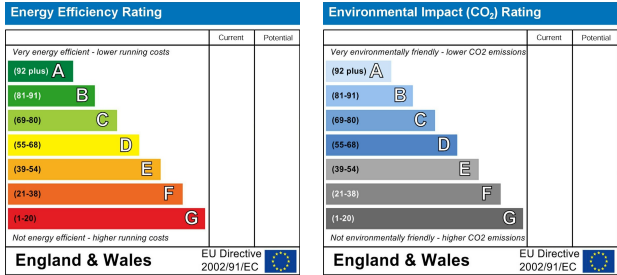 Energy Efficiency Rating
Current Potential
Very energy efficient - lower running costs
(92 plus) A
(81-91) B
(69-80) C
(55-68) D
(39-54) E
(21-38) F
(1-20) G
Not energy efficient - higher running costs
England & Wales
EU Directive
2002/91/EC
Environmental Impact (CO₂) Rating
Current Potential
Very environmentally friendly - lower CO2 emissions
(92 plus) A
(81-91) B
(69-80) C
(55-68) D
(39-54) E
(21-38) F
(1-20) G
Not environmentally friendly - higher CO2 emissions
England & Wales
EU Directive
2002/91/EC